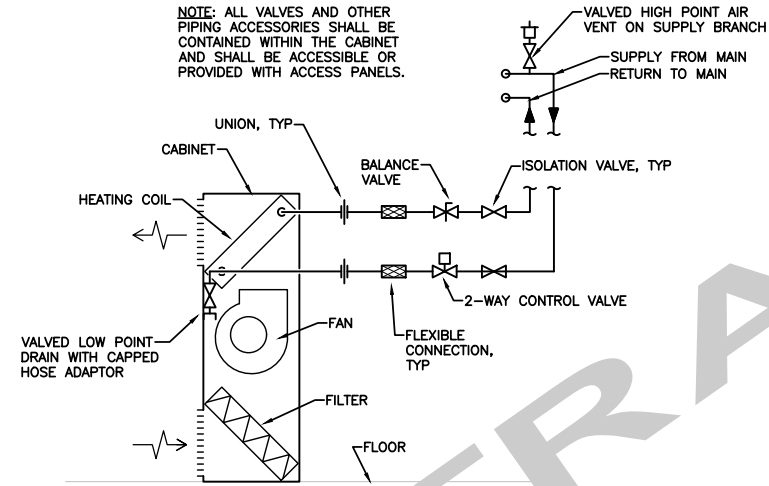 NOTE: ALL VALVES AND OTHER
PIPING ACCESSORIES SHALL BE
CONTAINED WITHIN THE CABINET
AND SHALL BE ACCESSIBLE OR
PROVIDED WITH ACCESS PANELS.
VALVED HIGH POINT AIR
VENT ON SUPPLY BRANCH
SUPPLY FROM MAIN
RETURN TO MAIN
UNION, TYP
CABINET
BALANCE
VALVE
ISOLATION VALVE, TYP
HEATING COIL
2-WAY CONTROL VALVE
FAN
FLEXIBLE
CONNECTION,
TYP
VALVED LOW POINT
DRAIN WITH CAPPED
HOSE ADAPTOR
FILTER
FLOOR
TRA